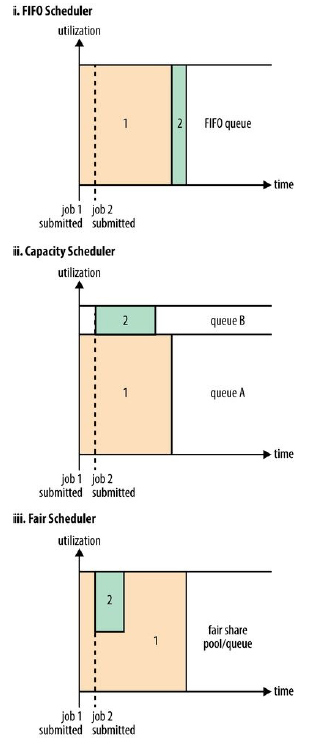 i. FIFO Scheduler
utilization
1
2
FIFO queue
time
job 1 job 2
submitted submitted
ii. Capacity Scheduler
utilization
2
queue B
1
queue A
time
job 1 job 2
submitted submitted
iii. Fair Scheduler
utilization
2
1
fair share
pool/queue
time
job 1 job 2
submitted submitted